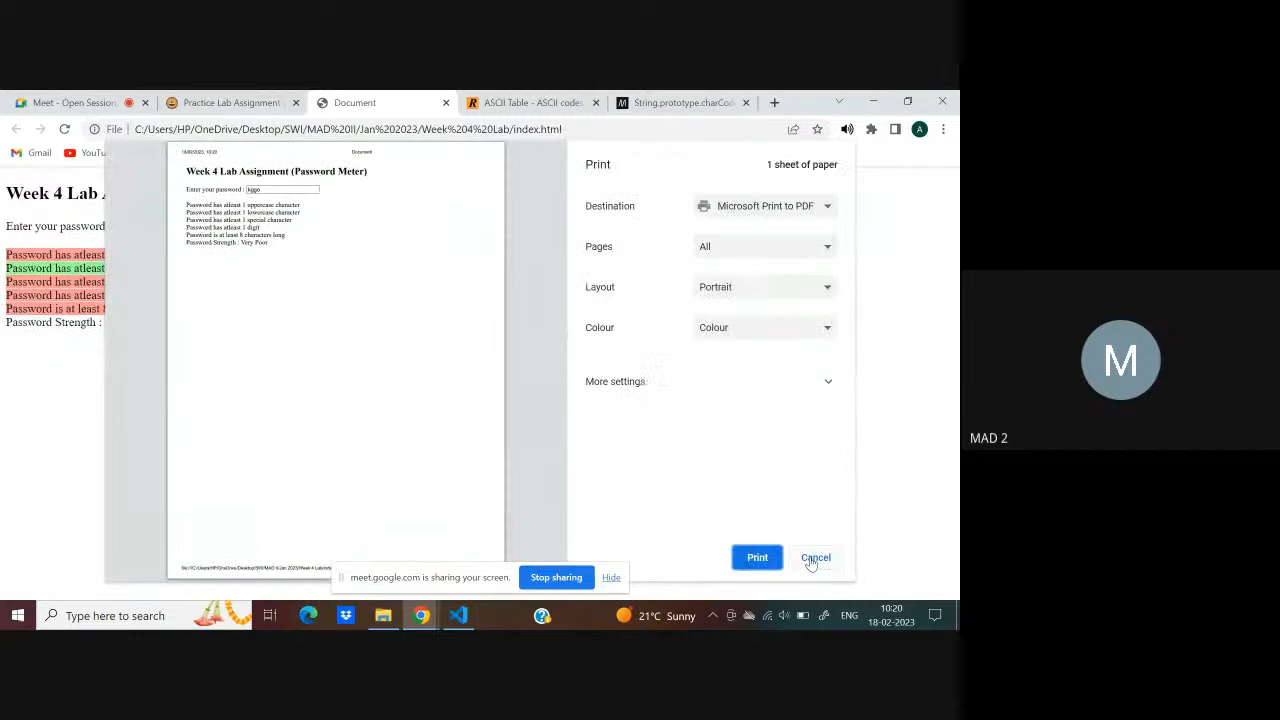 Meet - Open Session
Practice Lab Assignment
Document
ASCII Table - ASCII codes
String.prototype.charCod
File
C:/Users/HP/OneDrive/Desktop/SWI/MAD%20II/Jan%202023/Week%204%20Lab/index.html
A
Gmail
YouTu
Week 4 Lab A
Enter your password
Password has atleast
Password has atleast
Password has atleast
Password has atleast
Password is at least 8
Password Strength :
18/02/2023, 10:20
Document
Week 4 Lab Assignment (Password Meter)
Enter your password :
Password has atleast 1 uppercase character
Password has atleast 1 lowercase character
Password has atleast 1 special character
Password has atleast 1 digit
Password is at least 8 characters long
Password Strength : Very Poor
Print
1 sheet of paper
Destination
Microsoft Print to PDF
Pages
All
Layout
Portrait
Colour
Colour
More settings
Print
Cancel
meet.google.com is sharing your screen.
Stop sharing
Hide
Type here to search
21°C Sunny
ENG
10:20
18-02-2023
M
MAD 2